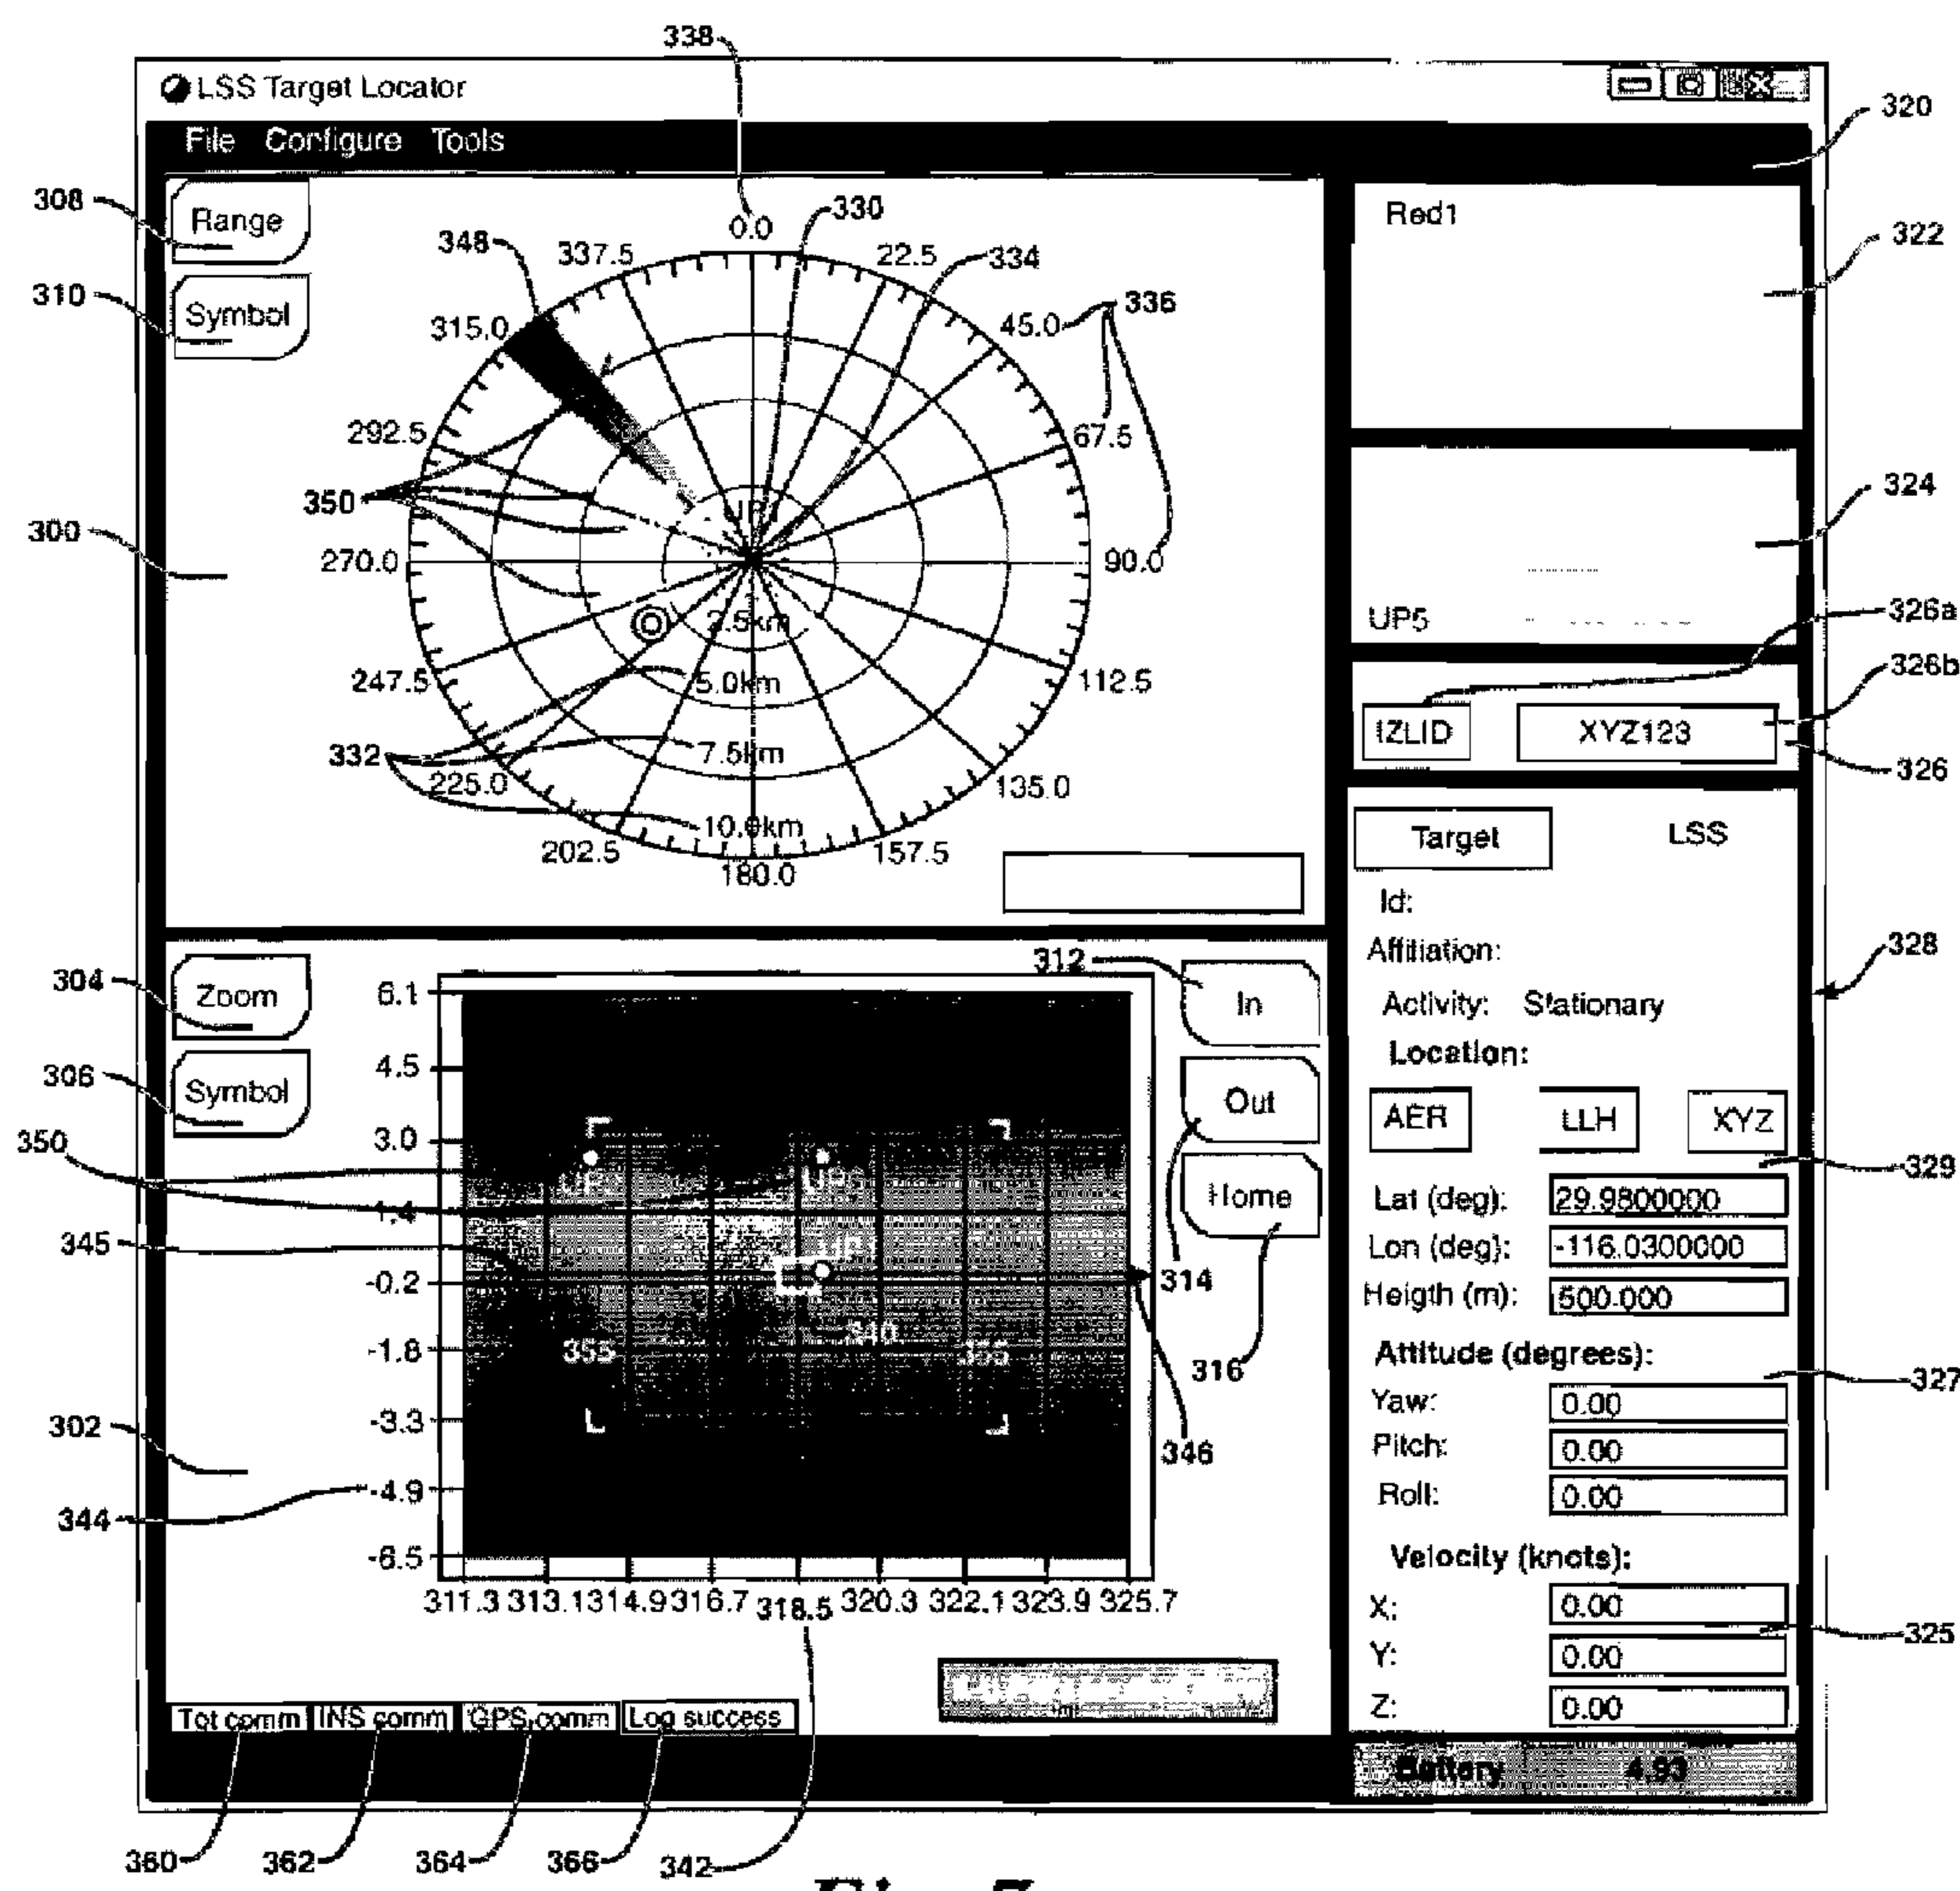 338
LSS Target Locator
320
File Configure Tools
308
Range
310
Symbol
348
337.5
0.0
330
22.5
334
336
45.0
315.0
292.5
67.5
350
300
270.0
90.0
2.5km
247.5
5.0km
112.5
332
7.5km
225.0
135.0
10.0km
202.5
180.0
157.5
Red1
322
324
UP5
326a
326b
IZLID
XYZ123
326
Target
LSS
Id:
Affiliation:
328
Activity: Stationary
Location:
AER
LLH
XYZ
329
Lat (deg): 29.9800000
Lon (deg): -116.0300000
Heigth (m): 500.000
Attitude (degrees):
327
Yaw: 0.00
Pitch: 0.00
Roll: 0.00
Velocity (knots):
X: 0.00
325
Y: 0.00
Z: 0.00
Battery 4.93
304
Zoom
306
Symbol
312
In
Out
Home
314
316
346
350
345
302
344
6.1
4.5
3.0
1.4
-0.2
-1.8
-3.3
-4.9
-6.5
UP
UP
340
355
311.3 313.1 314.9 316.7 318.5 320.3 322.1 323.9 325.7
Tgt comm INS comm GPS comm Log success
360 362 364 366 342